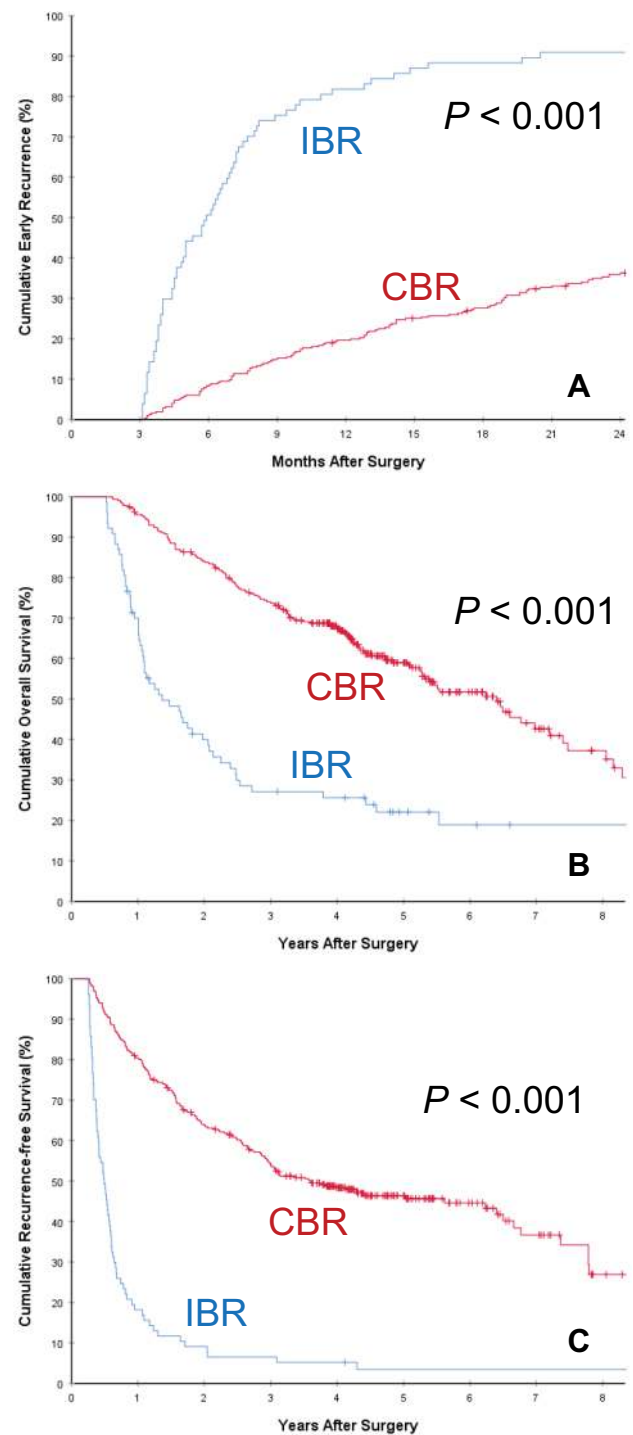 Cumulative Early Recurrence (%)
100
90
80
70
60
50
40
30
20
10
0
IBR
P < 0.001
CBR
A
0 3 6 9 12 15 18 21 24
Months After Surgery
Cumulative Overall Survival (%)
100
90
80
70
60
50
40
30
20
10
0
P < 0.001
CBR
IBR
B
0 1 2 3 4 5 6 7 8
Years After Surgery
Cumulative Recurrence-free Survival (%)
100
90
80
70
60
50
40
30
20
10
0
P < 0.001
CBR
IBR
C
0 1 2 3 4 5 6 7 8
Years After Surgery